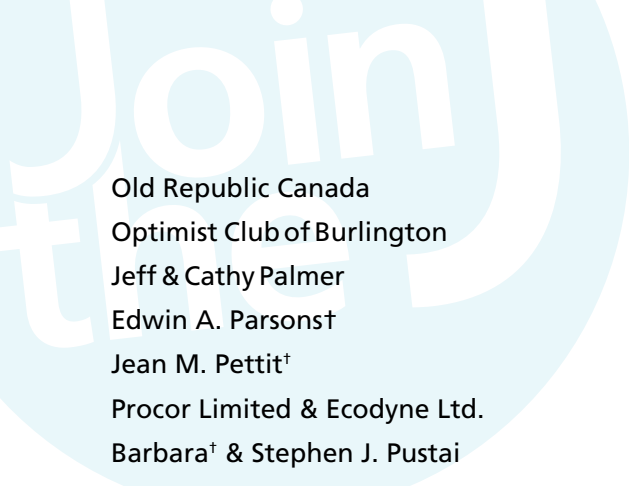 Join
the J
Old Republic Canada
Optimist Club of Burlington
Jeff & Cathy Palmer
Edwin A. Parsons†
Jean M. Pettit†
Procor Limited & Ecodyne Ltd.
Barbara† & Stephen J. Pustai